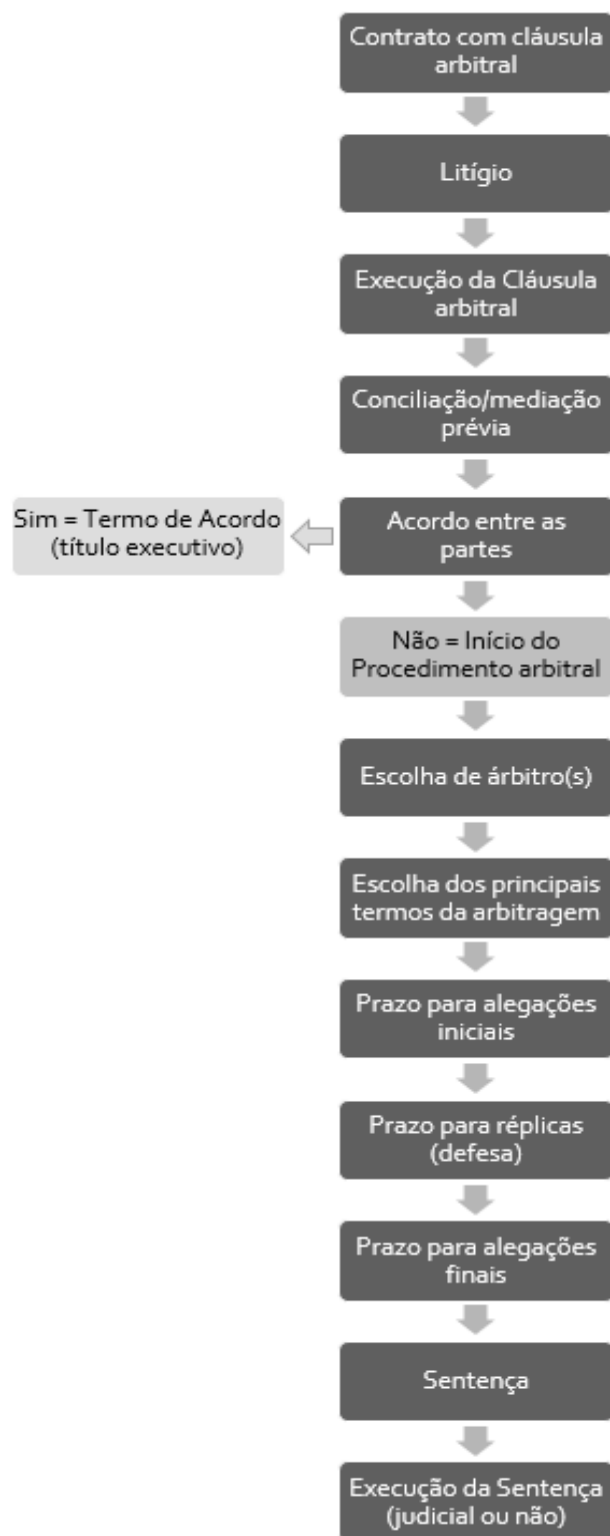 Contrato com cláusula
arbitral
Litígio
Execução da Cláusula
arbitral
Conciliação/mediação
prévia
Acordo entre as
partes
Sim = Termo de Acordo
(título executivo)
Não = Início do
Procedimento arbitral
Escolha de árbitro(s)
Escolha dos principais
termos da arbitragem
Prazo para alegações
iniciais
Prazo para réplicas
(defesa)
Prazo para alegações
finais
Sentença
Execução da Sentença
(judicial ou não)